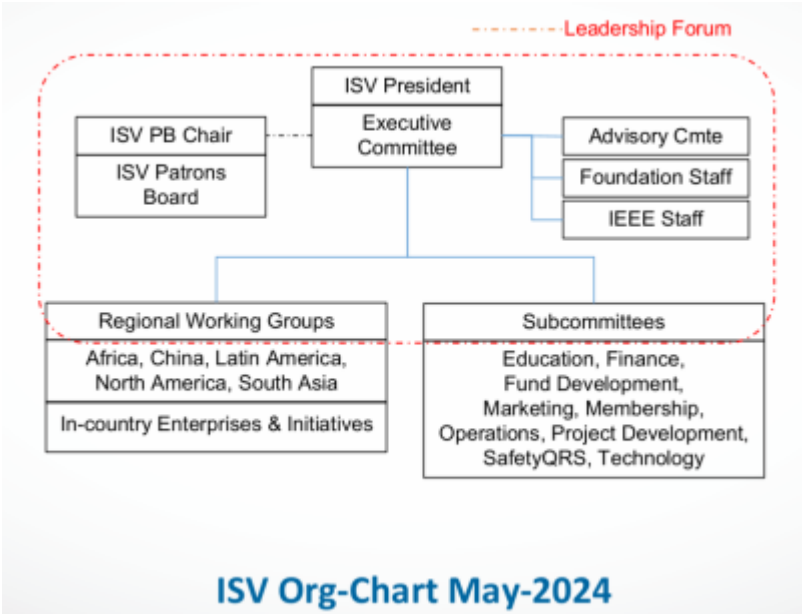 Leadership Forum
ISV President
Executive
Committee
ISV PB Chair
ISV Patrons
Board
Advisory Cmte
Foundation Staff
IEEE Staff
Regional Working Groups
Africa, China, Latin America,
North America, South Asia
In-country Enterprises & Initiatives
Subcommittees
Education, Finance,
Fund Development,
Marketing, Membership,
Operations, Project Development,
SafetyQRS, Technology
ISV Org-Chart May-2024